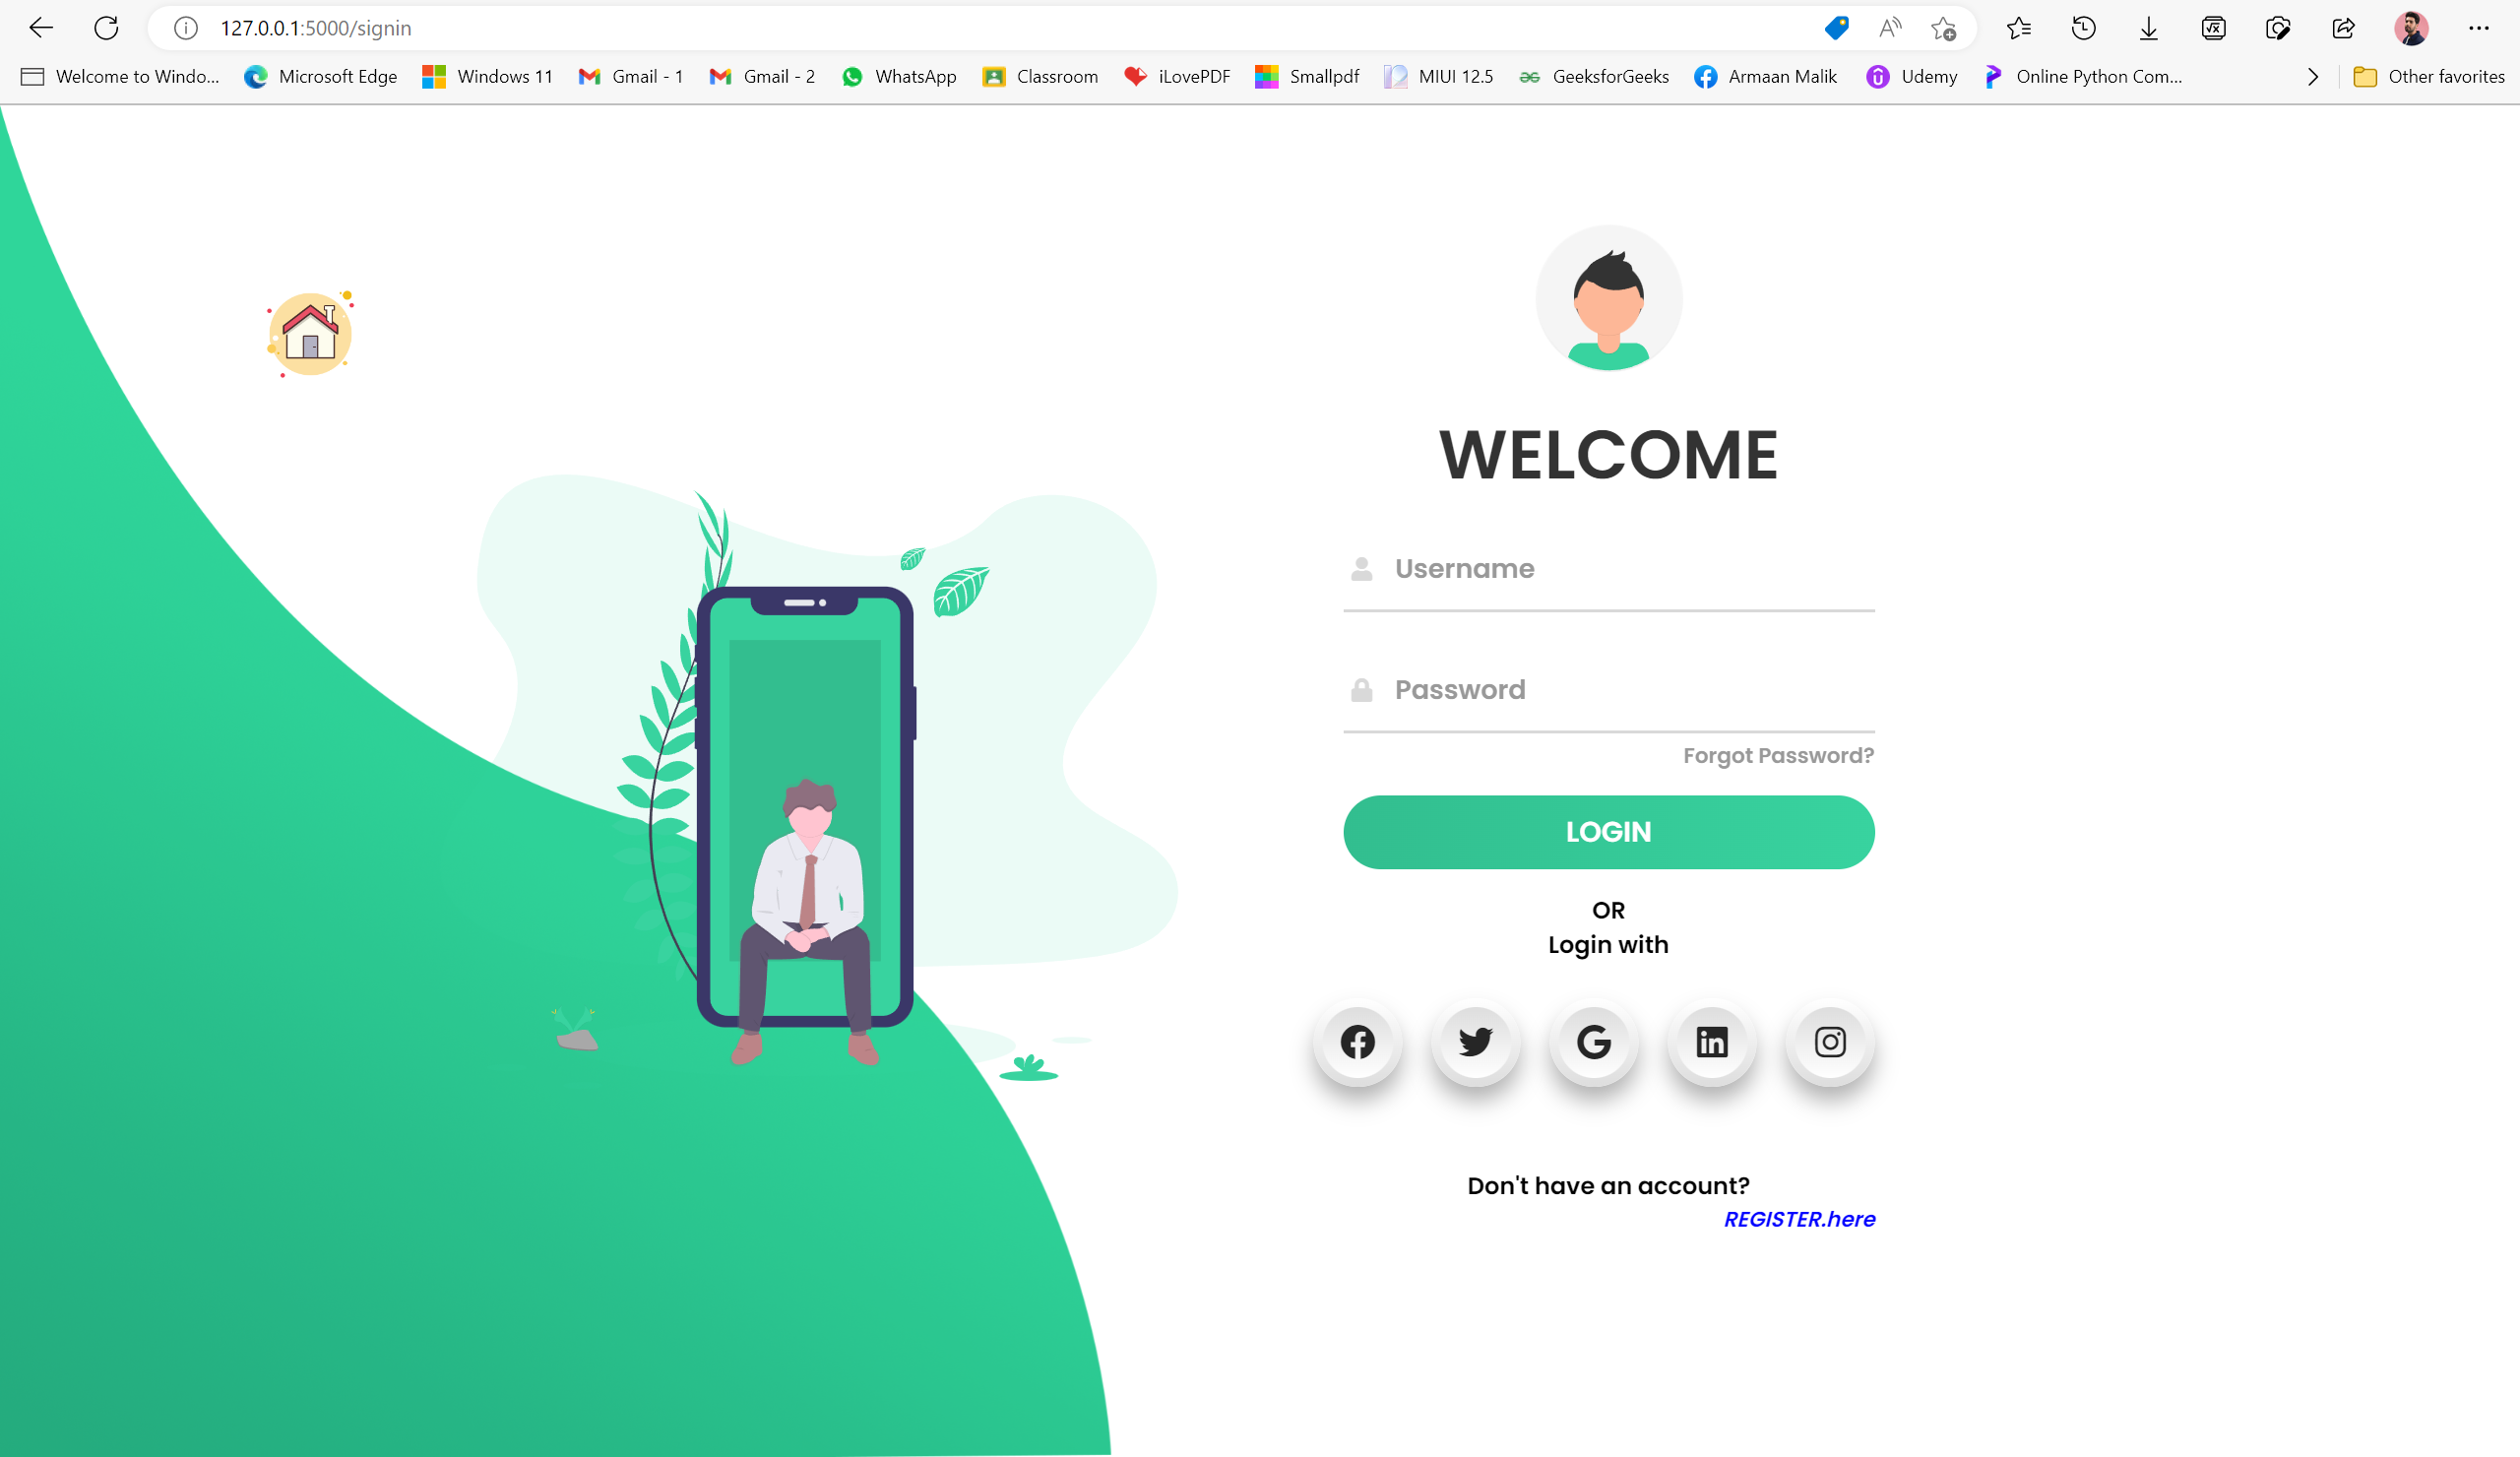 127.0.0.1:5000/signin
Welcome to Windo... Microsoft Edge Windows 11 Gmail - 1 Gmail - 2 WhatsApp Classroom iLovePDF Smallpdf MIUI 12.5 GeeksforGeeks Armaan Malik Udemy Online Python Com... Other favorites
WELCOME
Username
Password
Forgot Password?
LOGIN
OR
Login with
Don't have an account?
REGISTER.here